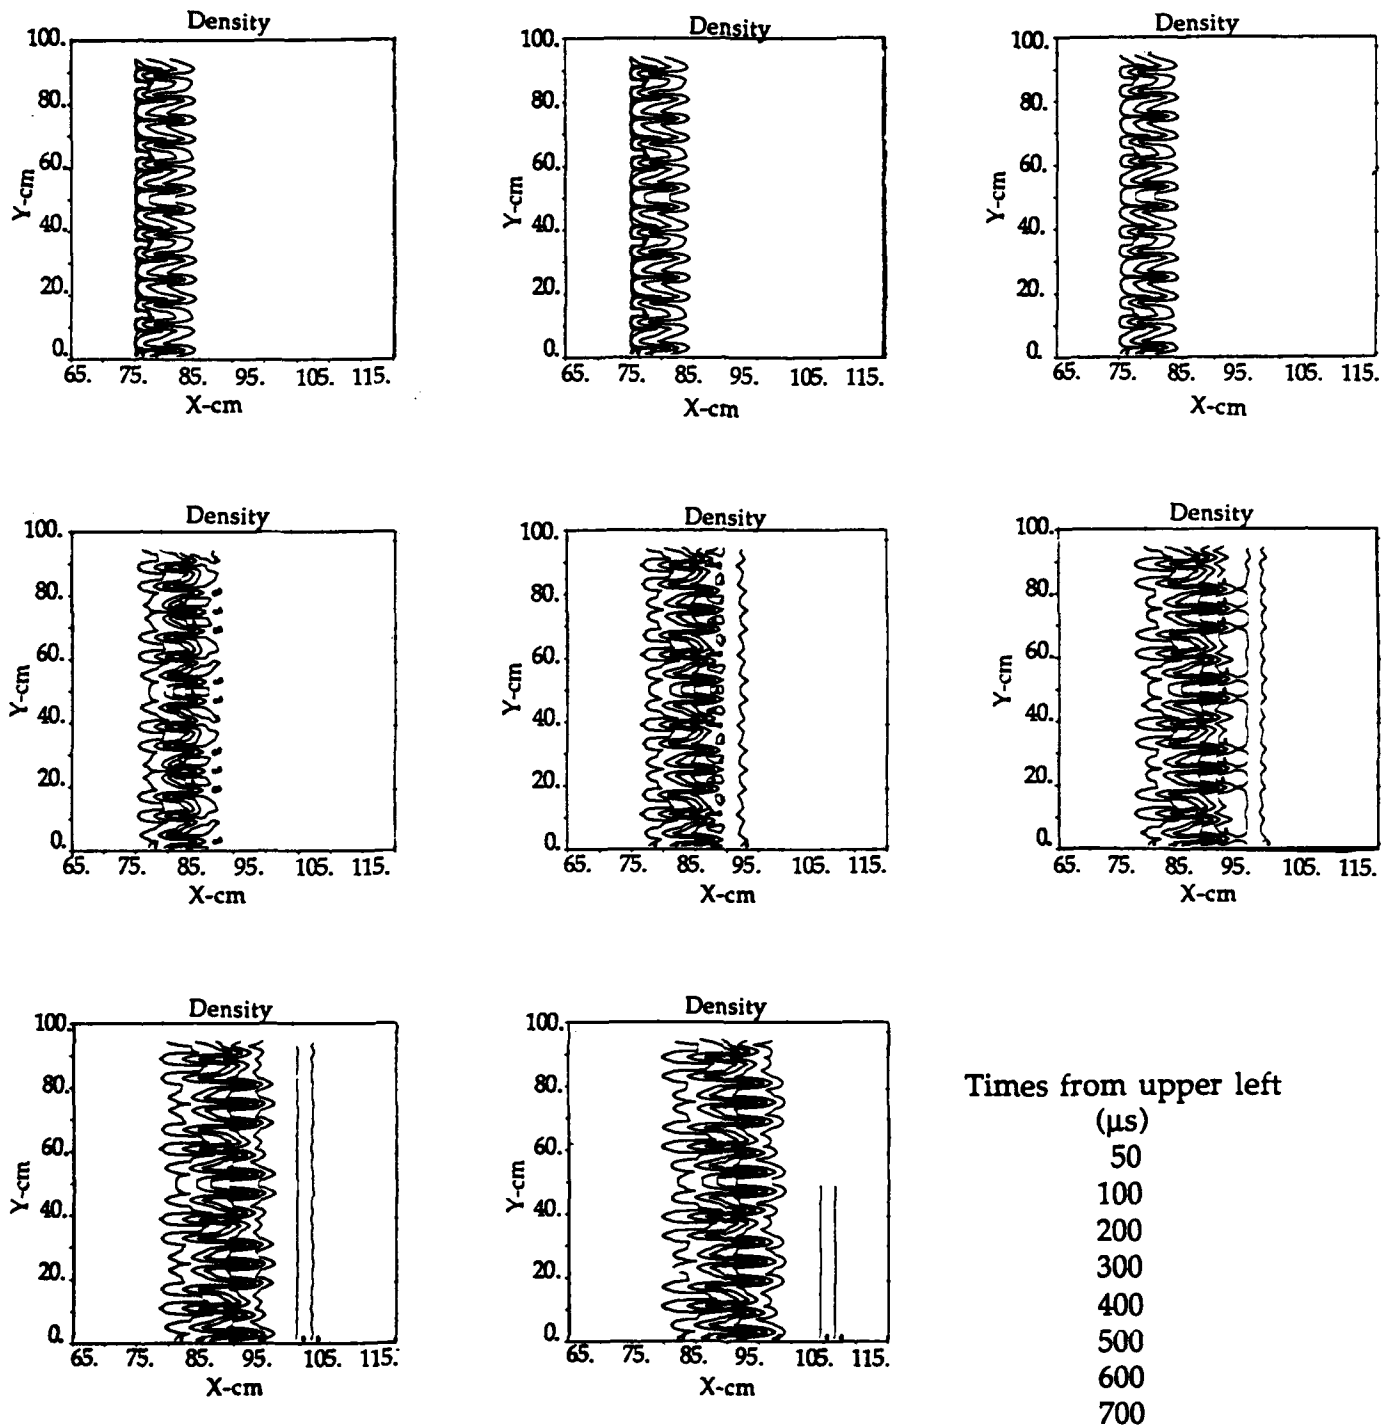 Density
100.
80.
60.
40.
20.
0.
Y-cm
65. 75. 85. 95. 105. 115.
X-cm
Density
100.
80.
60.
40.
20.
0.
Y-cm
65. 75. 85. 95. 105. 115.
X-cm
Density
100.
80.
60.
40.
20.
0.
Y-cm
65. 75. 85. 95. 105. 115.
X-cm
Density
100.
80.
60.
40.
20.
0.
Y-cm
65. 75. 85. 95. 105. 115.
X-cm
Density
100.
80.
60.
40.
20.
0.
Y-cm
65. 75. 85. 95. 105. 115.
X-cm
Density
100.
80.
60.
40.
20.
0.
Y-cm
65. 75. 85. 95. 105. 115.
X-cm
Density
100.
80.
60.
40.
20.
0.
Y-cm
65. 75. 85. 95. 105. 115.
X-cm
Density
100.
80.
60.
40.
20.
0.
Y-cm
65. 75. 85. 95. 105. 115.
X-cm
Times from upper left
(μs)
50
100
200
300
400
500
600
700